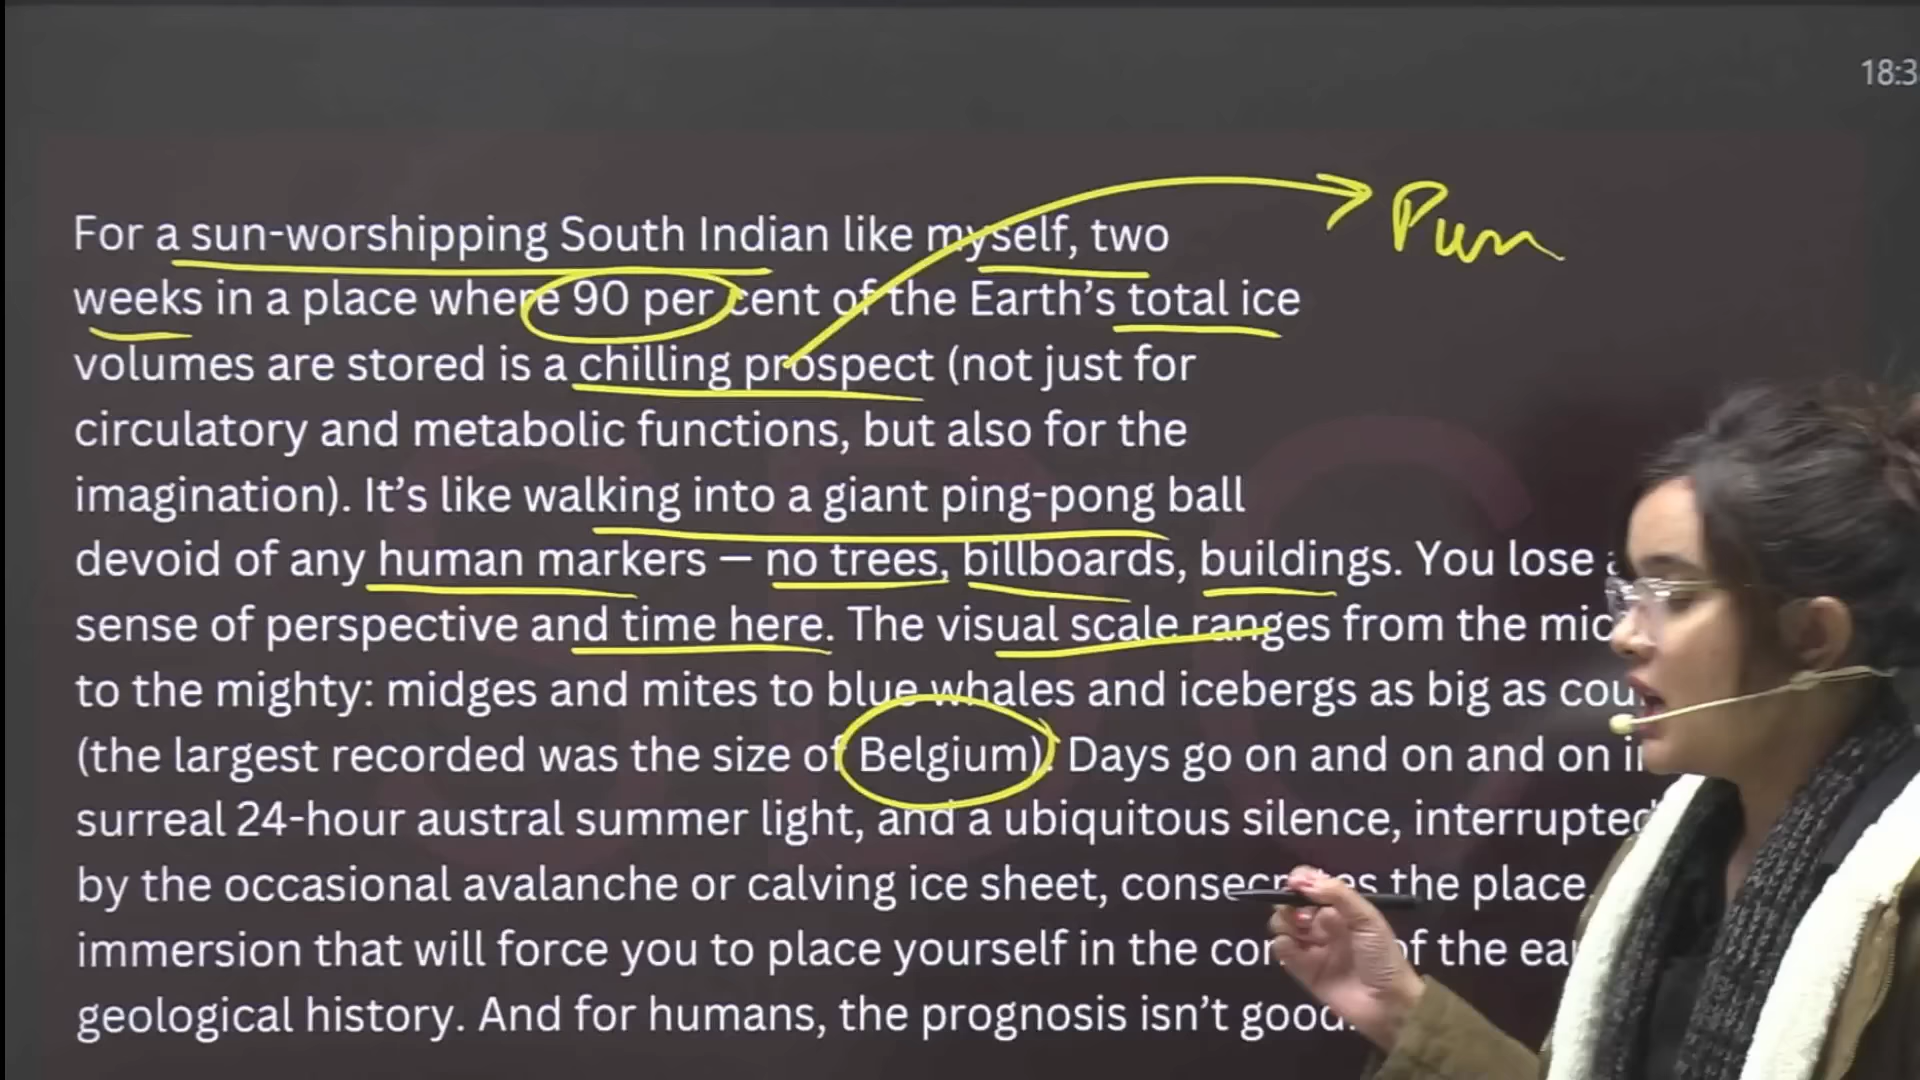 18:3
Pun
For a sun-worshipping South Indian like myself, two
weeks in a place where 90 per cent of the Earth’s total ice
volumes are stored is a chilling prospect (not just for
circulatory and metabolic functions, but also for the
imagination). It’s like walking into a giant ping-pong ball
devoid of any human markers – no trees, billboards, buildings. You lose
sense of perspective and time here. The visual scale ranges from the
to the mighty: midges and mites to blue whales and icebergs as big as
(the largest recorded was the size of Belgium). Days go on and on and on
surreal 24-hour austral summer light, and a ubiquitous silence, interrupted
by the occasional avalanche or calving ice sheet, consecrates the place.
immersion that will force you to place yourself in the of the
geological history. And for humans, the prognosis isn’t good.